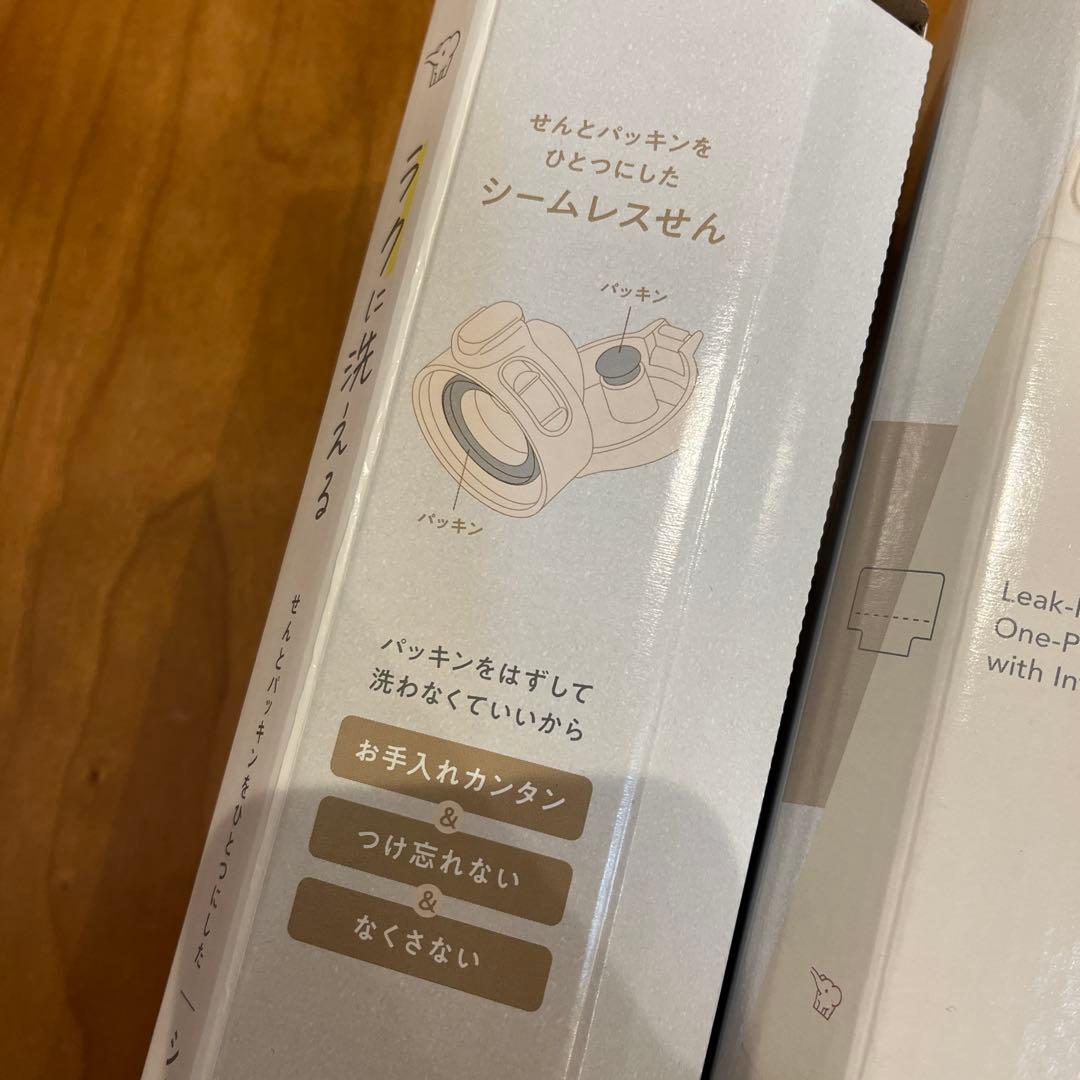 ラクに洗える
せんとパッキンをひとつにした
せんとパッキンを
ひとつにした
シームレスせん
パッキン
パッキン
パッキンをはずして
洗わなくていいから
お手入れカンタン
&
つけ忘れない
&
なくさない
Leak-
One-P
with In